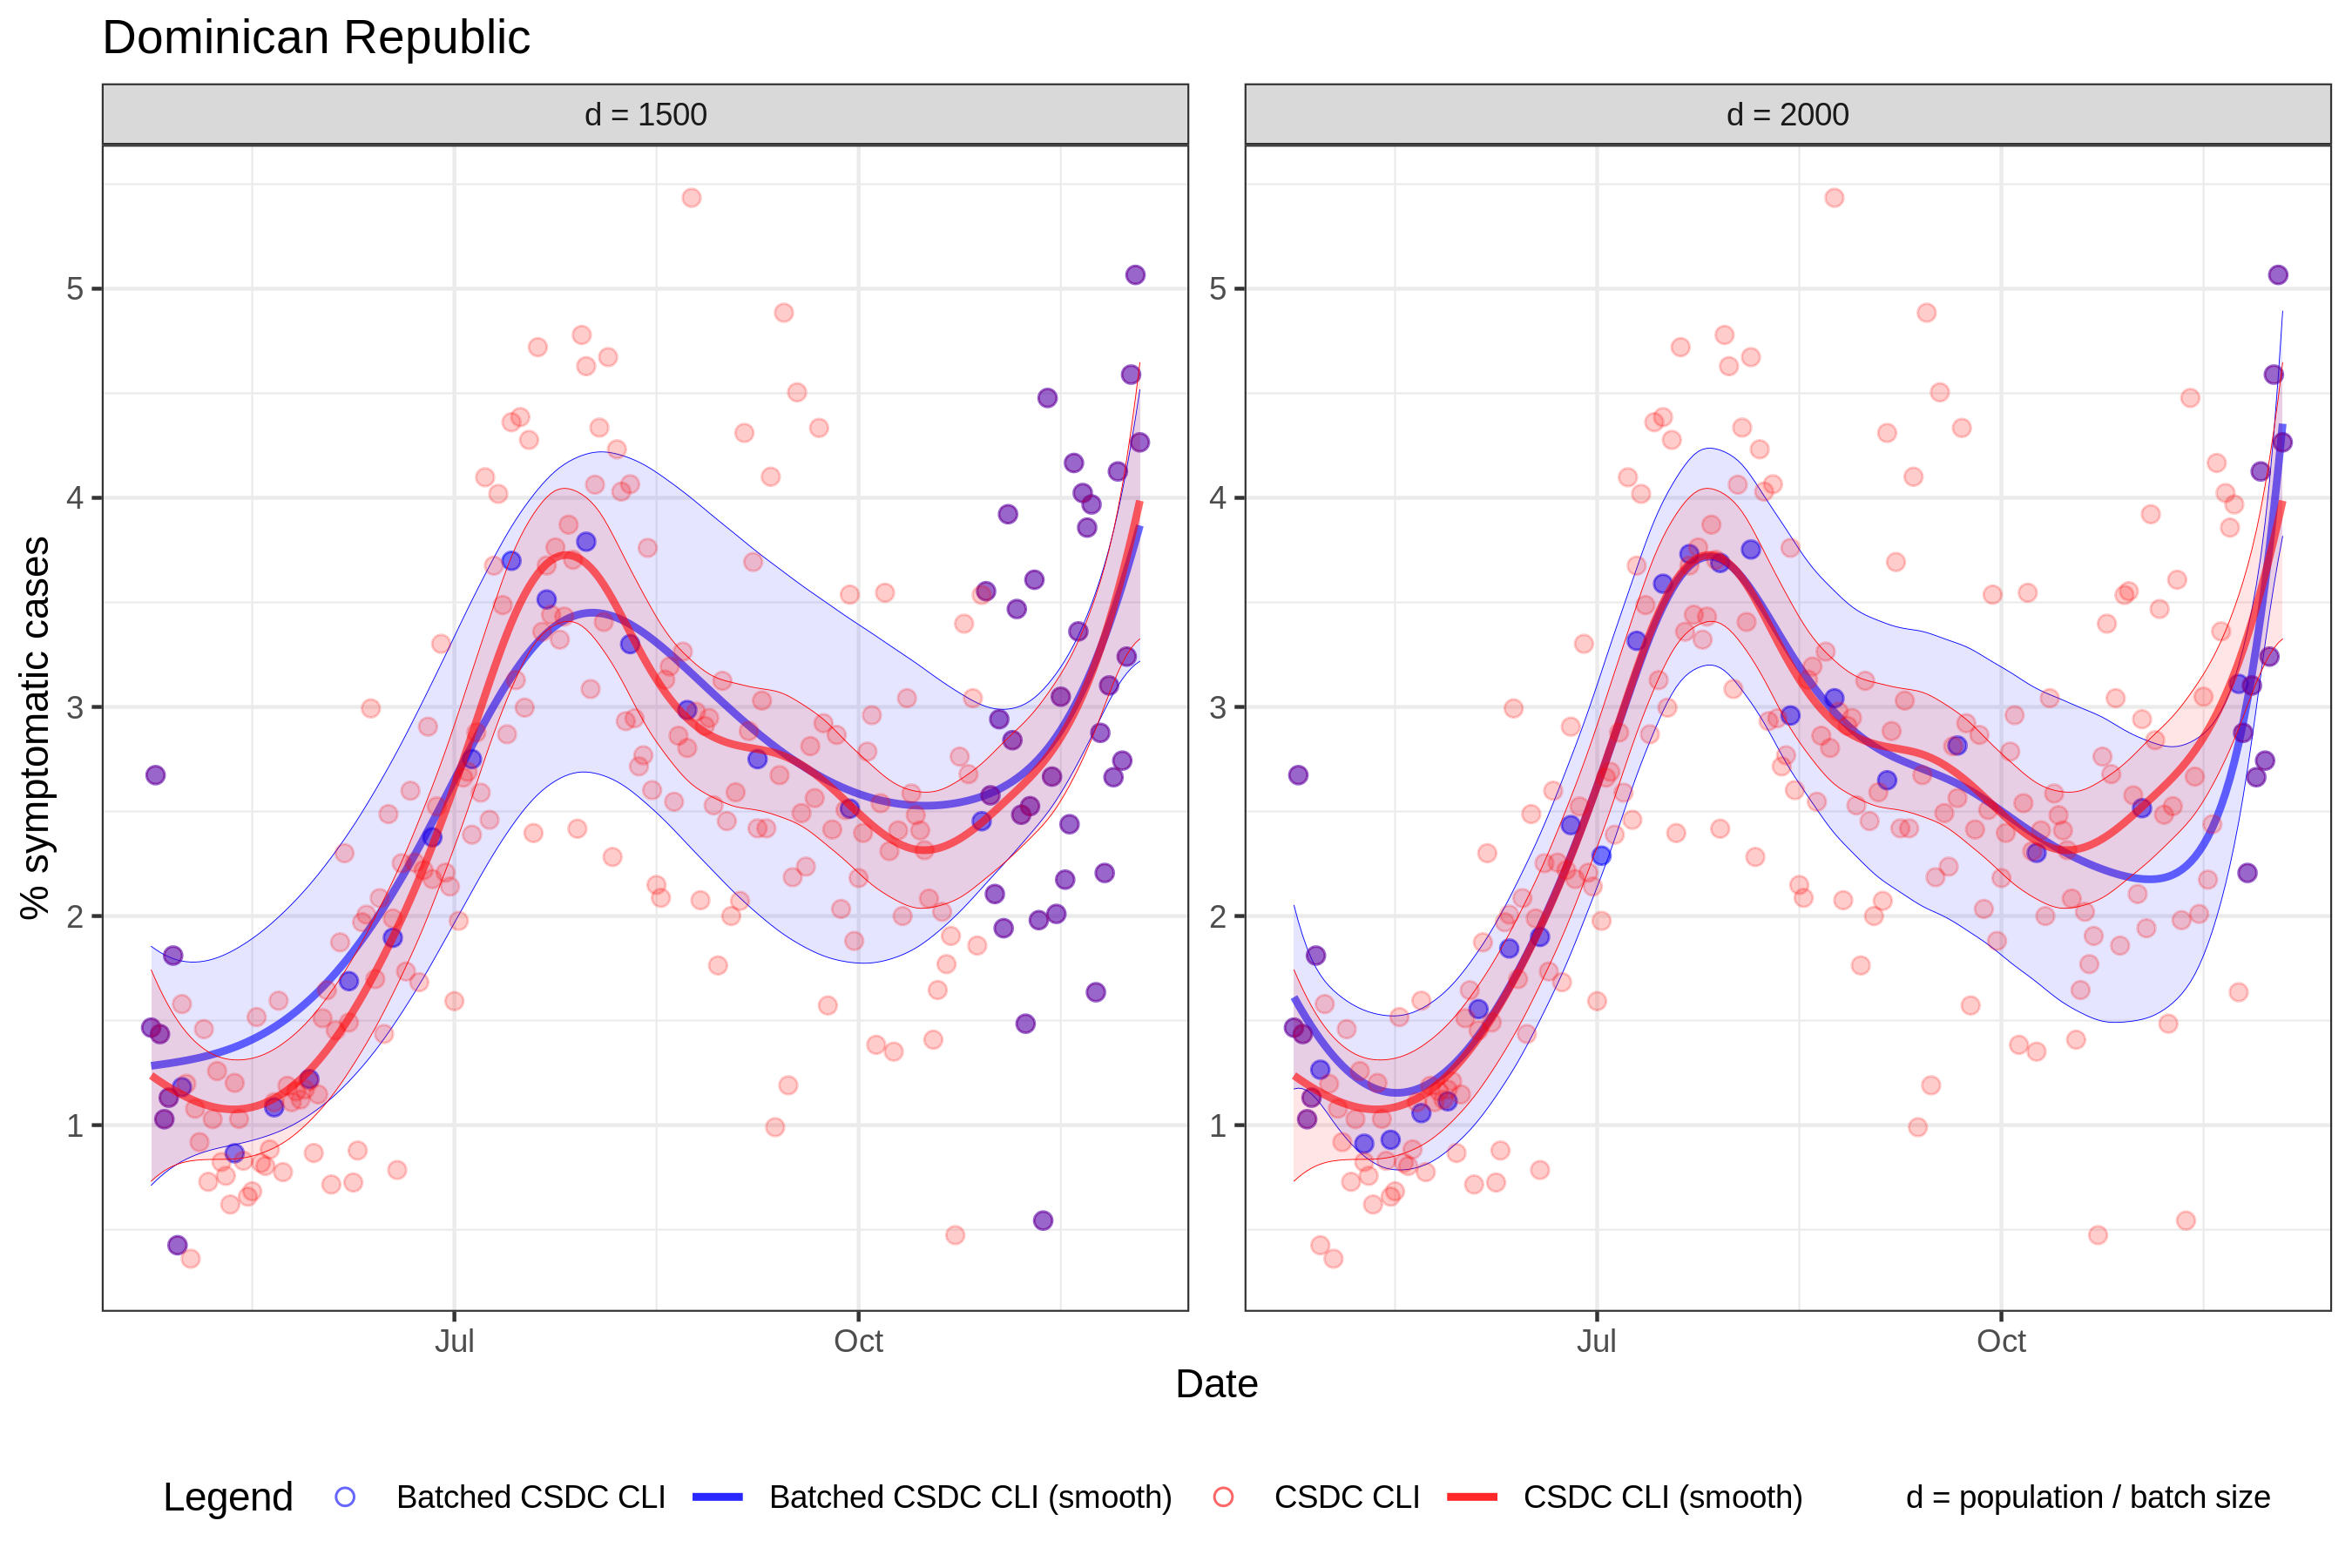 Dominican Republic
d = 1500
d = 2000
% symptomatic cases
5
4
3
2
1
5
4
3
2
1
Jul
Oct
Jul
Oct
Date
Legend
Batched CSDC CLI
Batched CSDC CLI (smooth)
CSDC CLI
CSDC CLI (smooth)
d = population / batch size